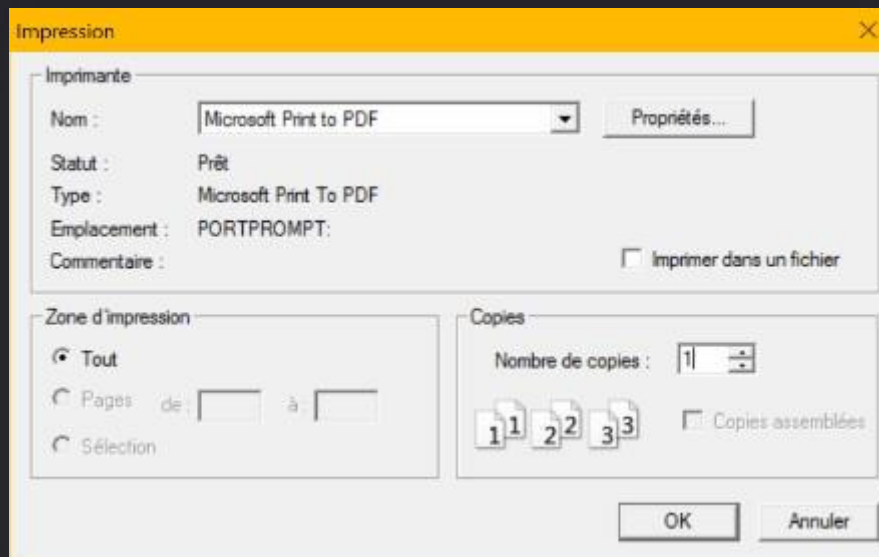 Impression
Imprimante
Nom :
Microsoft Print to PDF
Propriétés...
Statut :
Prêt
Type :
Microsoft Print To PDF
Emplacement :
PORTPROMPT:
Commentaire :
Imprimer dans un fichier
Zone d'impression
Tout
Pages de : à :
Sélection
Copies
Nombre de copies : 1
1 1 2 2 3 3
Copies assemblées
OK
Annuler